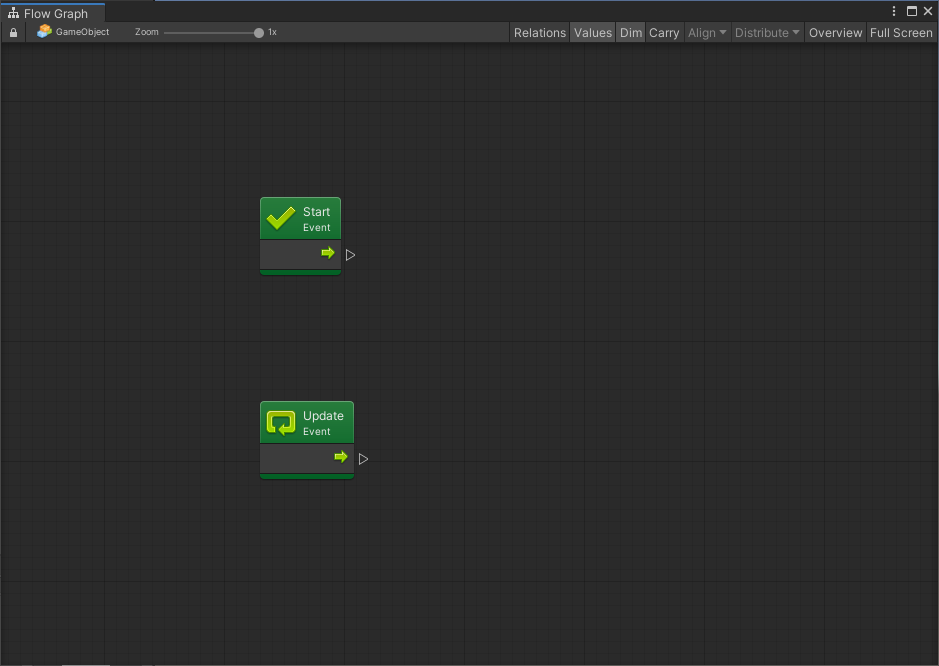 Flow Graph
GameObject Zoom 1x Relations Values Dim Carry Align Distribute Overview Full Screen
Start
Event
Update
Event